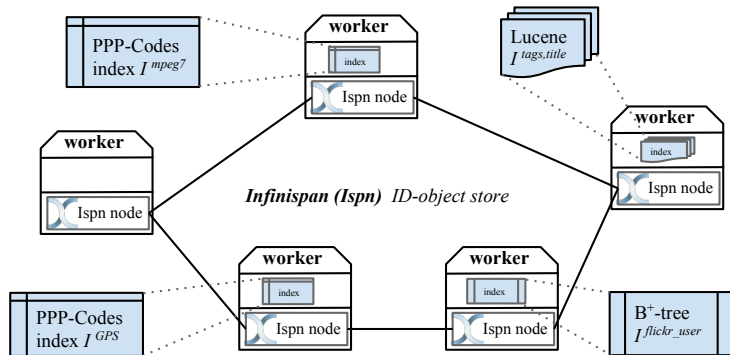 worker
PPP-Codes
index I mpeg7
index
Ispn node
Lucene
I tags,title
worker
index
Ispn node
worker
Ispn node
Infinispan (Ispn) ID-object store
worker
index
Ispn node
worker
index
Ispn node
PPP-Codes
index I GPS
B+-tree
I flickr_user